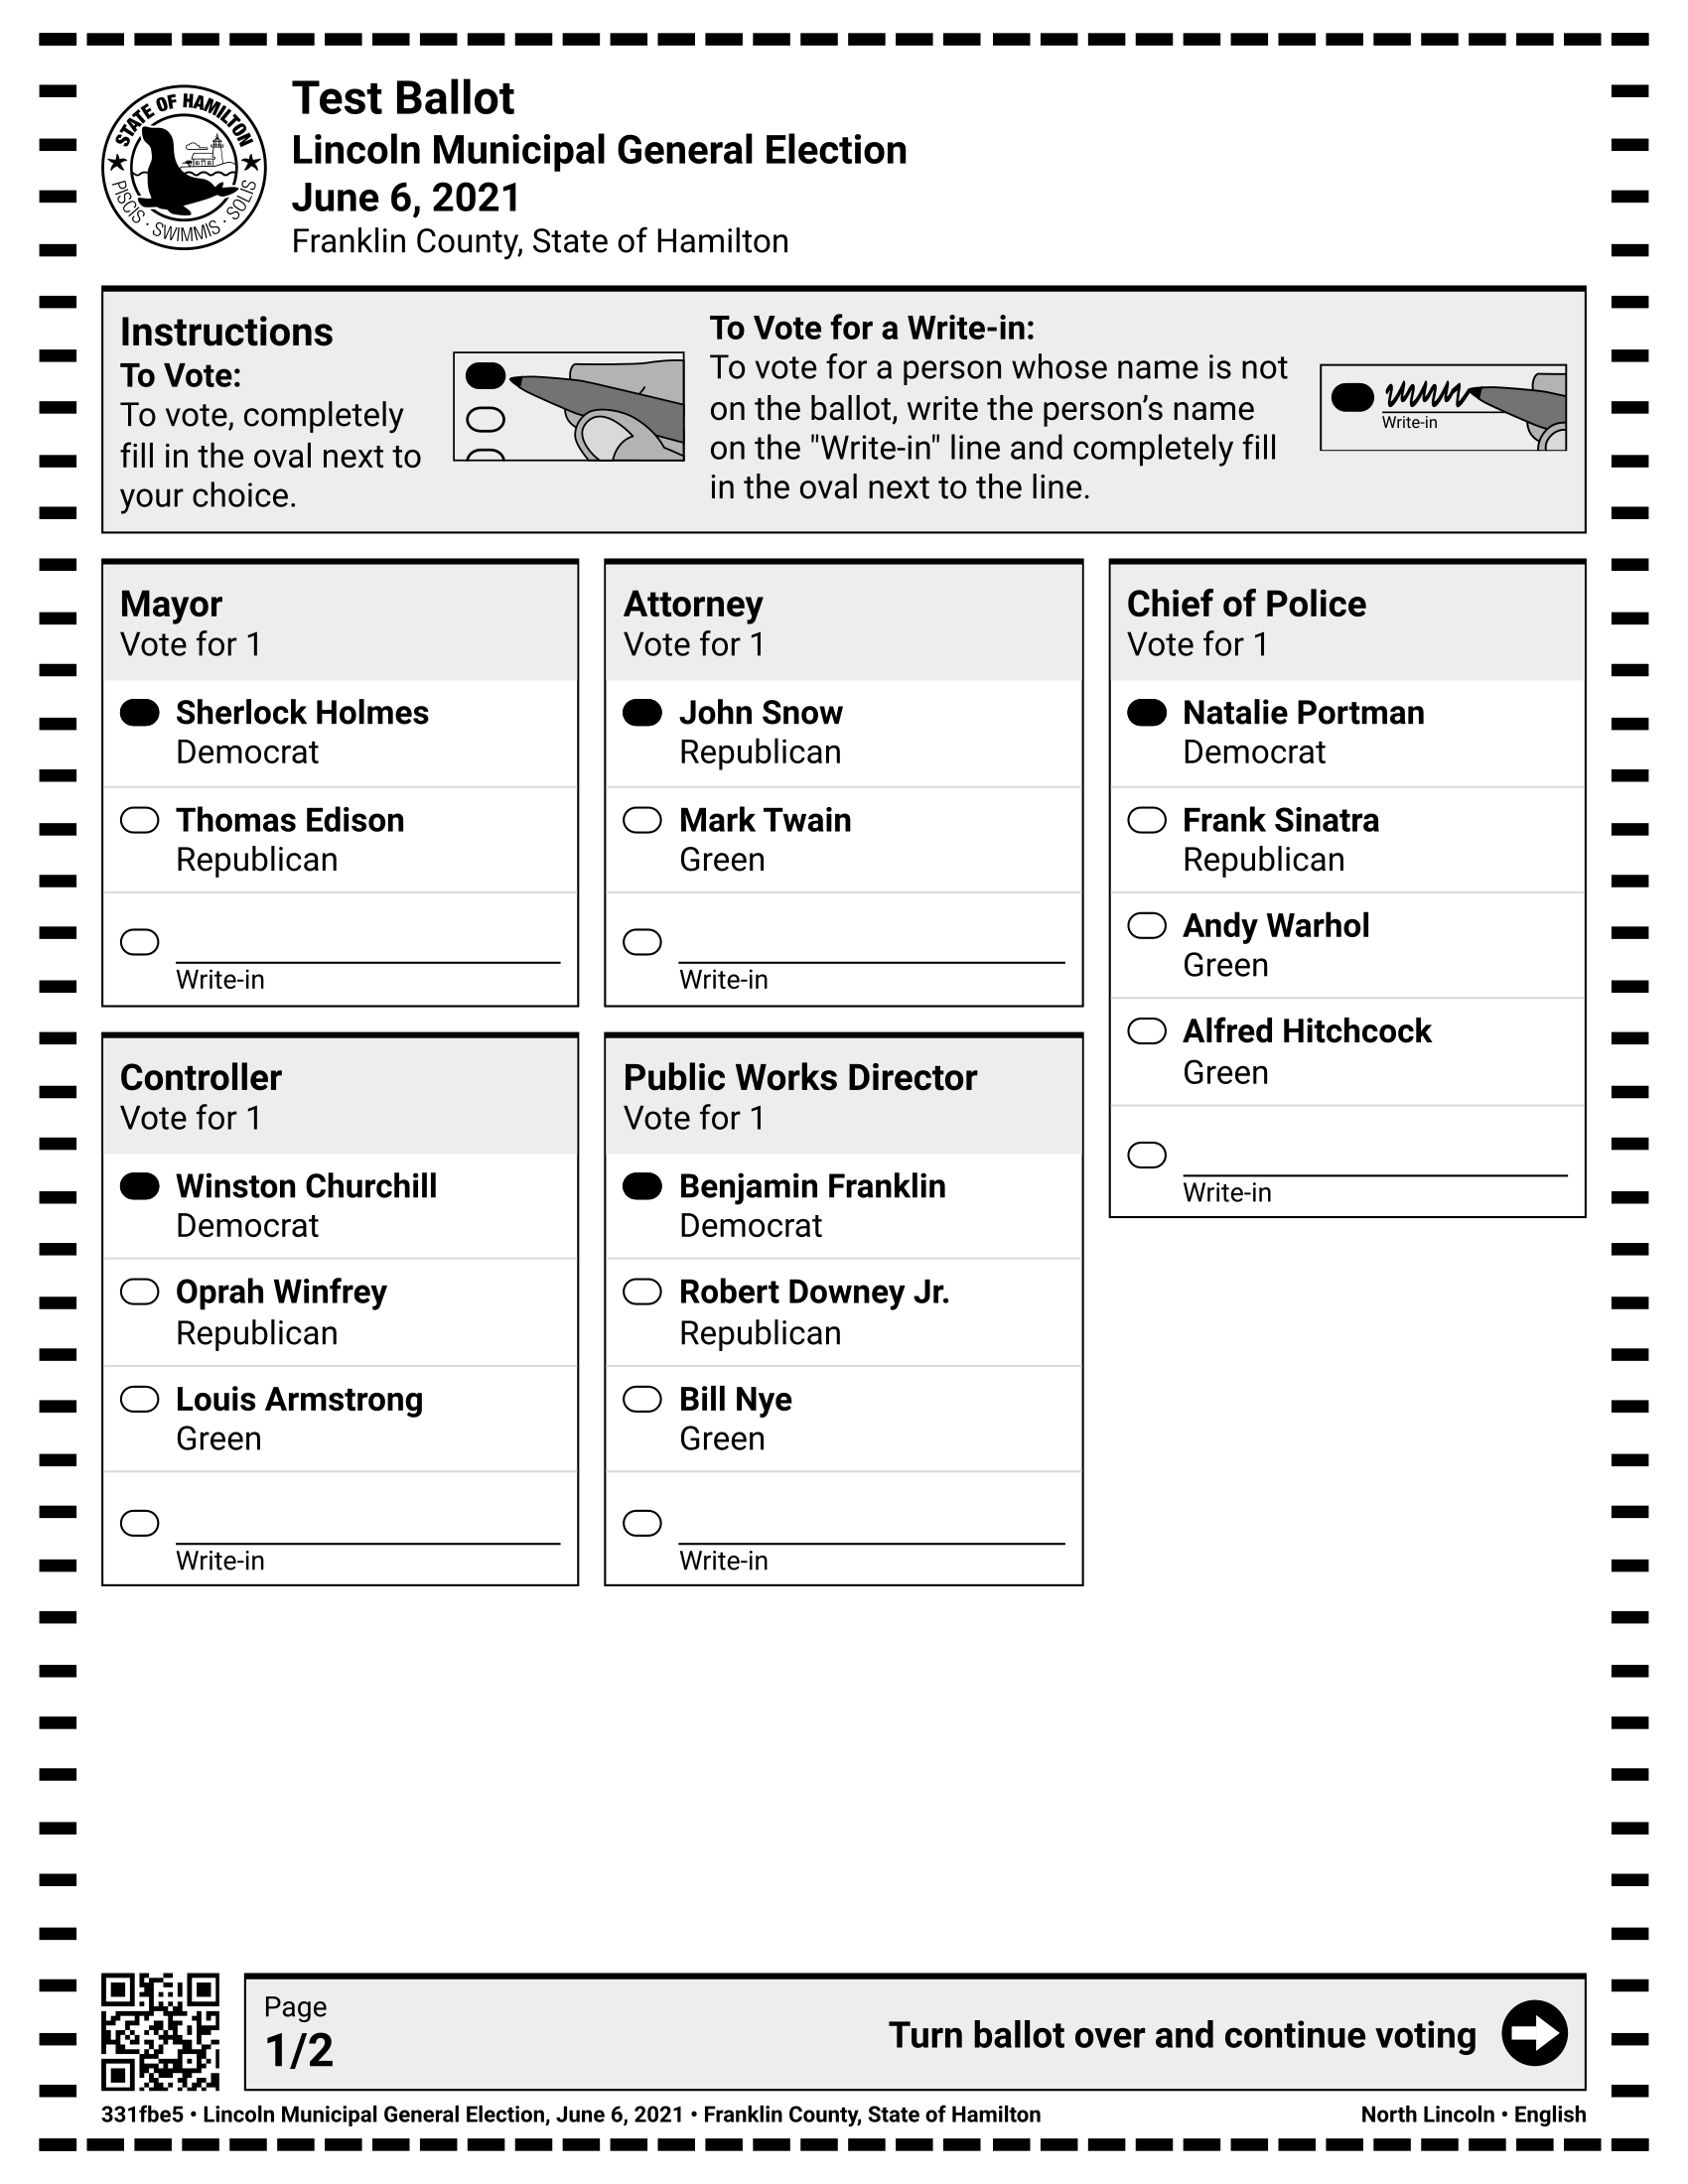 STATE OF HAMILTON
PISCIS · SWIMMIS · SOLIS
Test Ballot
Lincoln Municipal General Election
June 6, 2021
Franklin County, State of Hamilton
Instructions
To Vote:
To vote, completely
fill in the oval next to
your choice.
To Vote for a Write-in:
To vote for a person whose name is not
on the ballot, write the person’s name
on the "Write-in" line and completely fill
in the oval next to the line.
Write-in
Mayor
Vote for 1
Sherlock Holmes
Democrat
Thomas Edison
Republican
Write-in
Controller
Vote for 1
Winston Churchill
Democrat
Oprah Winfrey
Republican
Louis Armstrong
Green
Write-in
Attorney
Vote for 1
John Snow
Republican
Mark Twain
Green
Write-in
Public Works Director
Vote for 1
Benjamin Franklin
Democrat
Robert Downey Jr.
Republican
Bill Nye
Green
Write-in
Chief of Police
Vote for 1
Natalie Portman
Democrat
Frank Sinatra
Republican
Andy Warhol
Green
Alfred Hitchcock
Green
Write-in
Page
1/2
Turn ballot over and continue voting
331fbe5 • Lincoln Municipal General Election, June 6, 2021 • Franklin County, State of Hamilton
North Lincoln • English